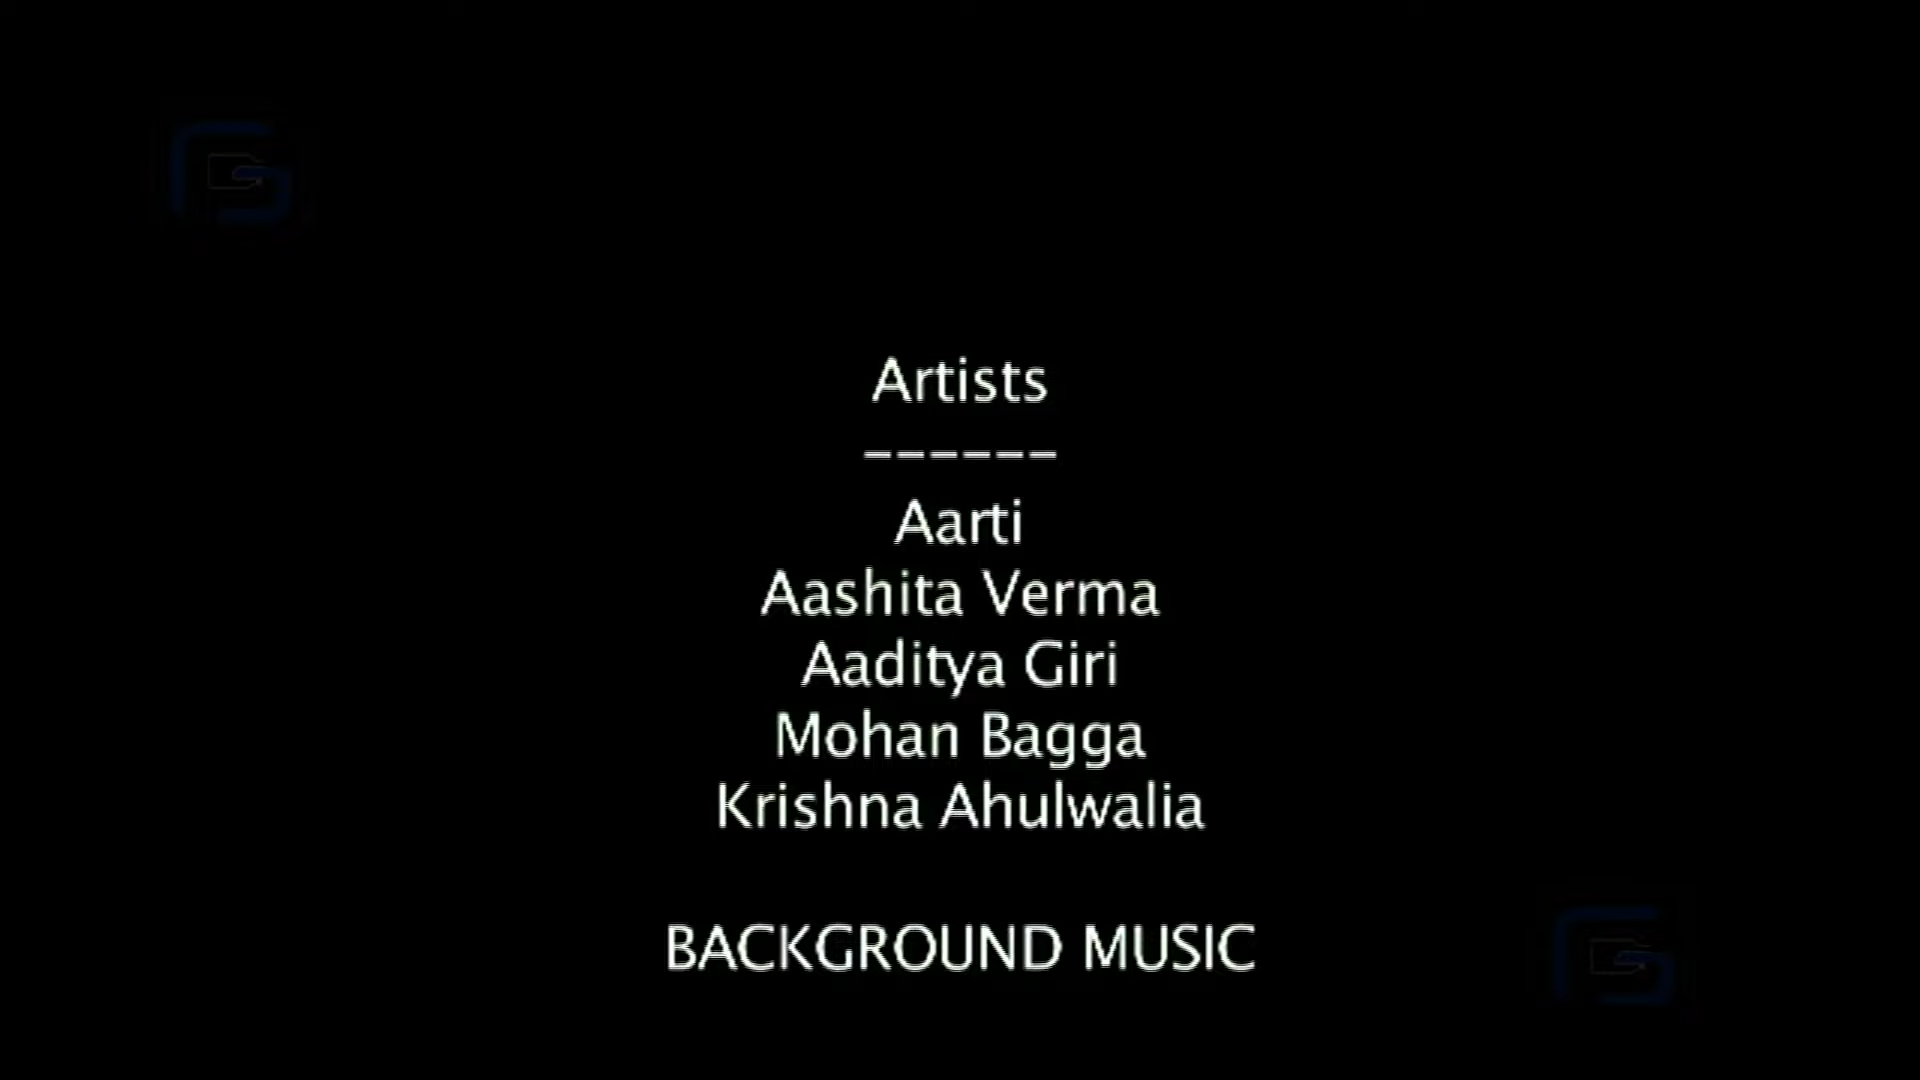 Artists
------
Aarti
Aashita Verma
Aaditya Giri
Mohan Bagga
Krishna Ahulwalia
BACKGROUND MUSIC